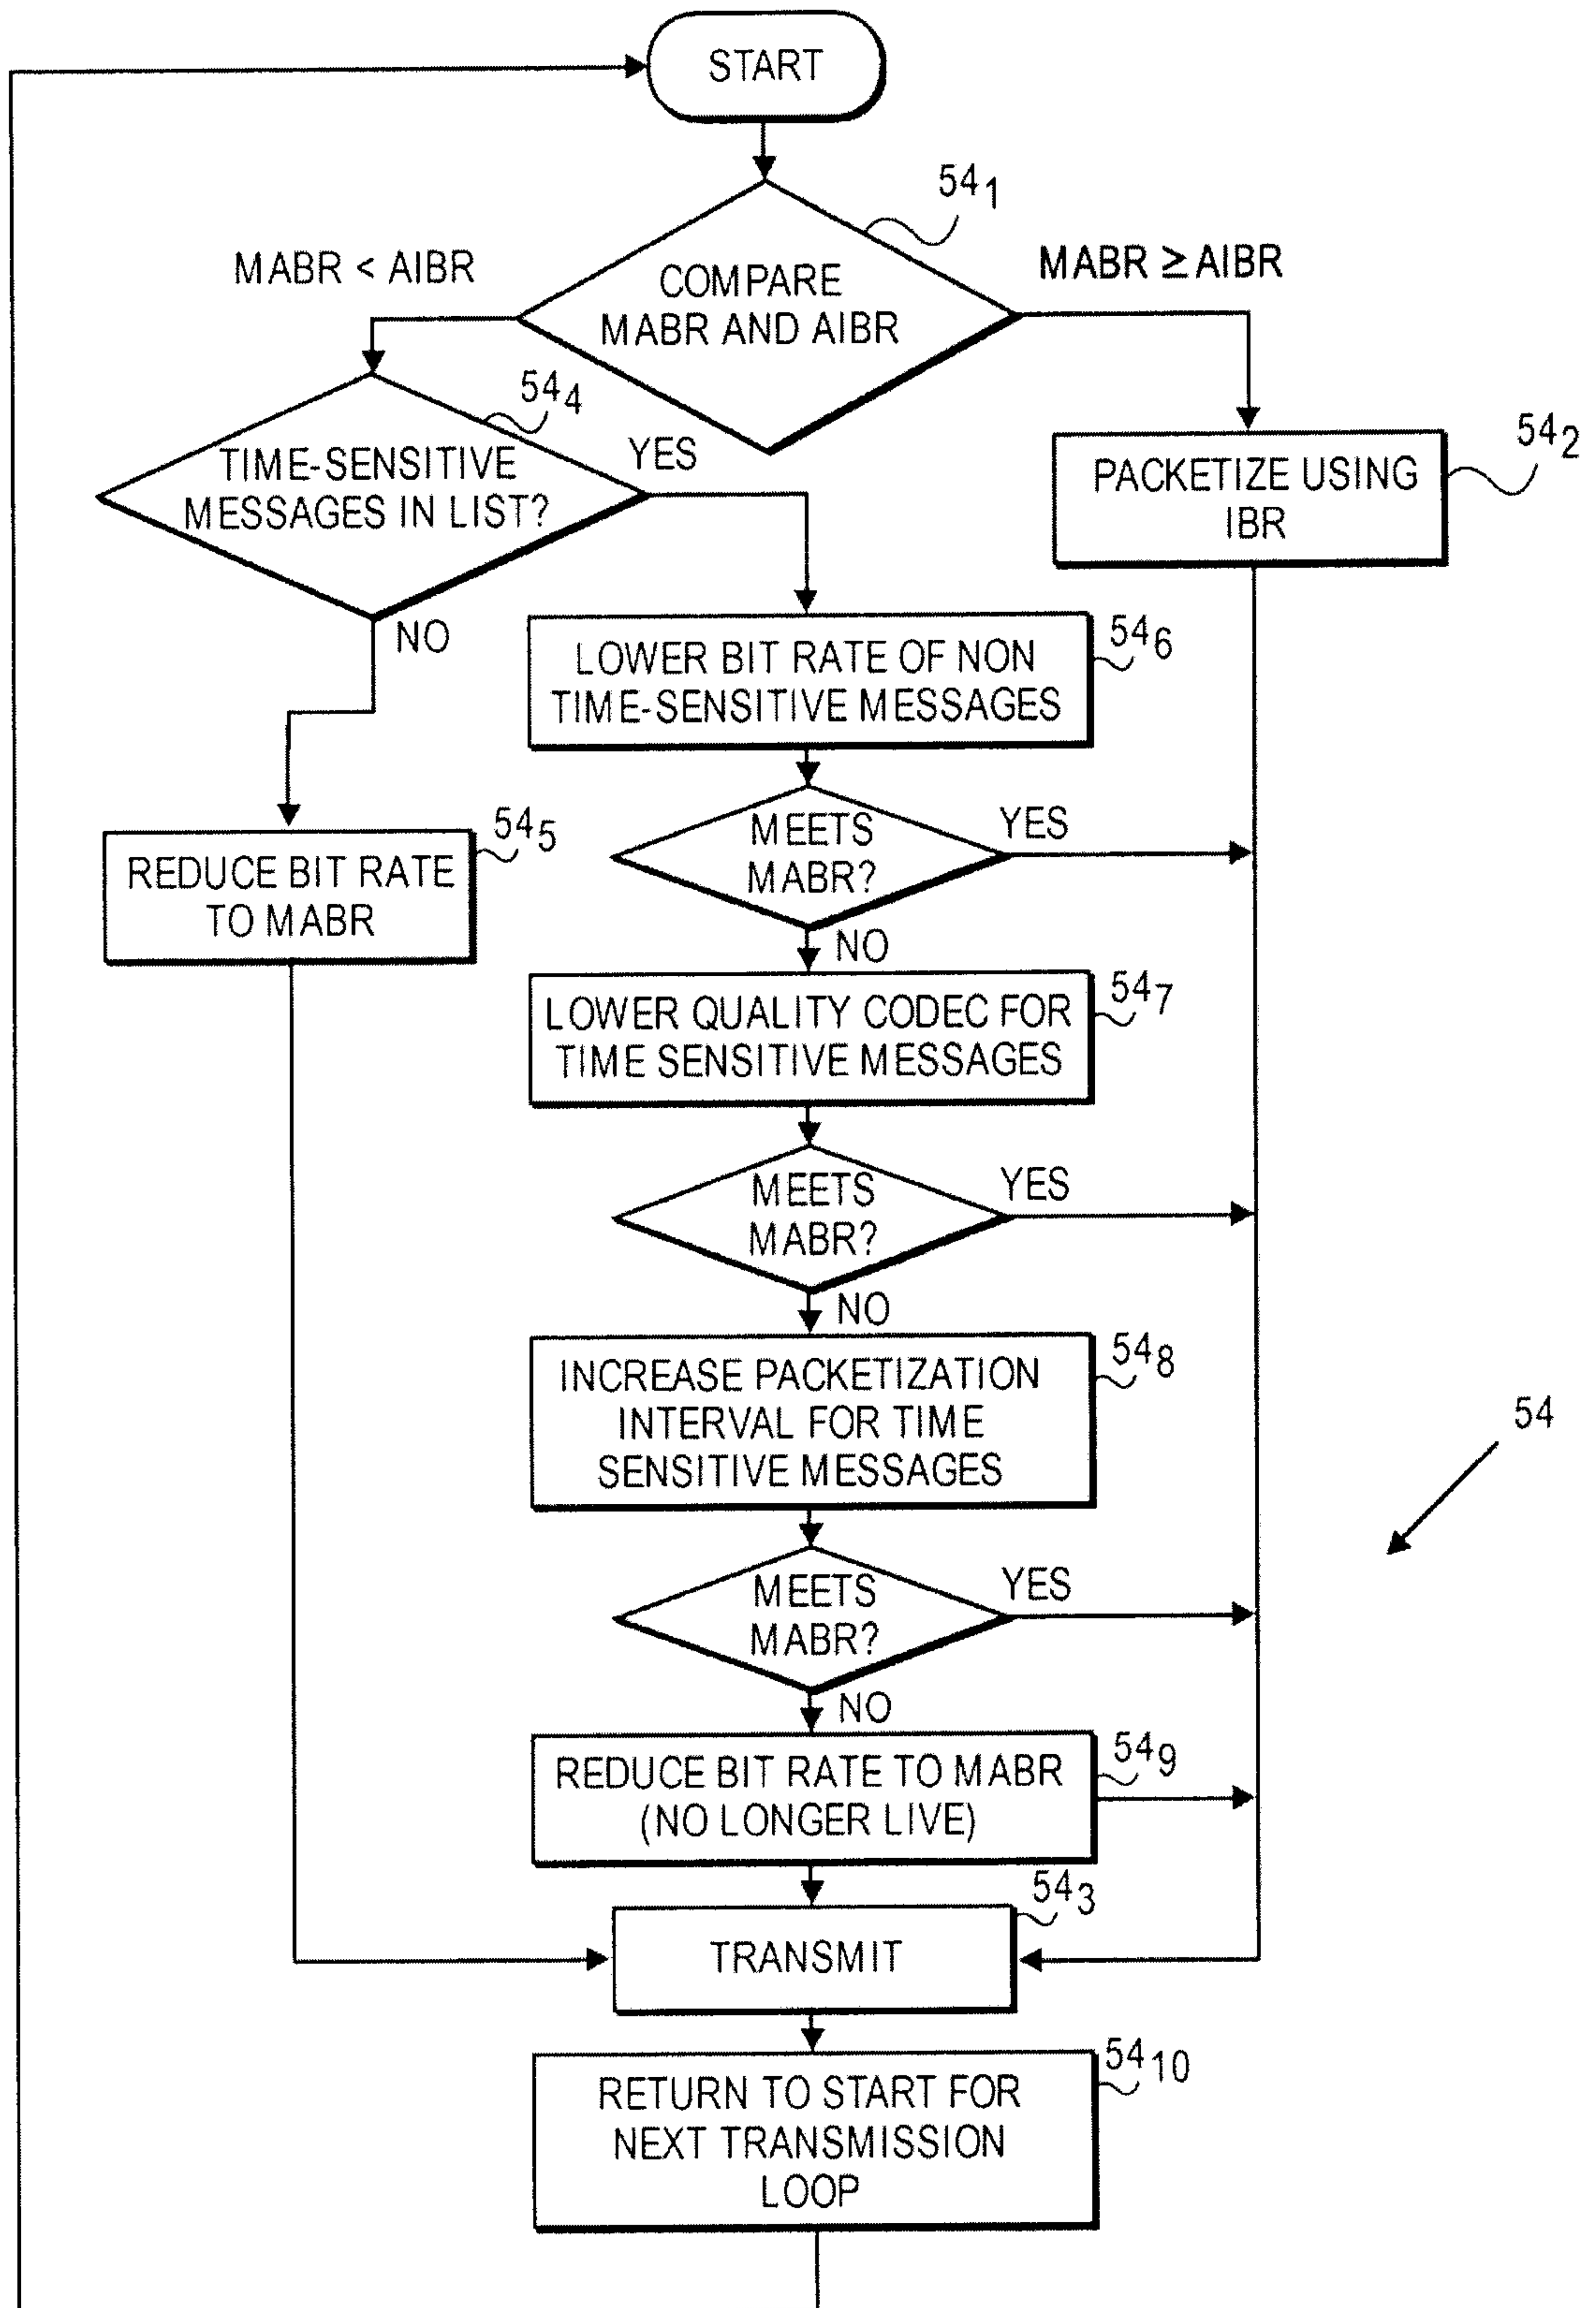 START
54₁
MABR < AIBR
MABR ≥ AIBR
COMPARE
MABR AND AIBR
54₄
TIME-SENSITIVE
MESSAGES IN LIST?
YES
54₂
PACKETIZE USING
IBR
NO
54₆
LOWER BIT RATE OF NON
TIME-SENSITIVE MESSAGES
54₅
REDUCE BIT RATE
TO MABR
MEETS
MABR?
YES
NO
54₇
LOWER QUALITY CODEC FOR
TIME SENSITIVE MESSAGES
MEETS
MABR?
YES
NO
54₈
INCREASE PACKETIZATION
INTERVAL FOR TIME
SENSITIVE MESSAGES
54
MEETS
MABR?
YES
NO
54₉
REDUCE BIT RATE TO MABR
(NO LONGER LIVE)
54₃
TRANSMIT
54₁₀
RETURN TO START FOR
NEXT TRANSMISSION
LOOP